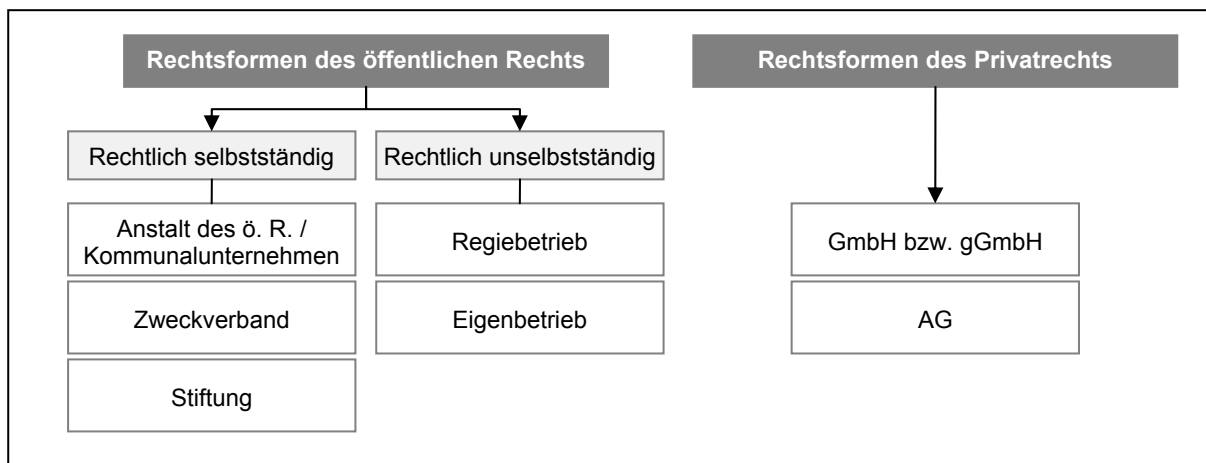 Rechtsformen des öffentlichen Rechts
Rechtlich selbstständig
Anstalt des ö. R. /
Kommunalunternehmen
Zweckverband
Stiftung
Rechtlich unselbstständig
Regiebetrieb
Eigenbetrieb
Rechtsformen des Privatrechts
GmbH bzw. gGmbH
AG